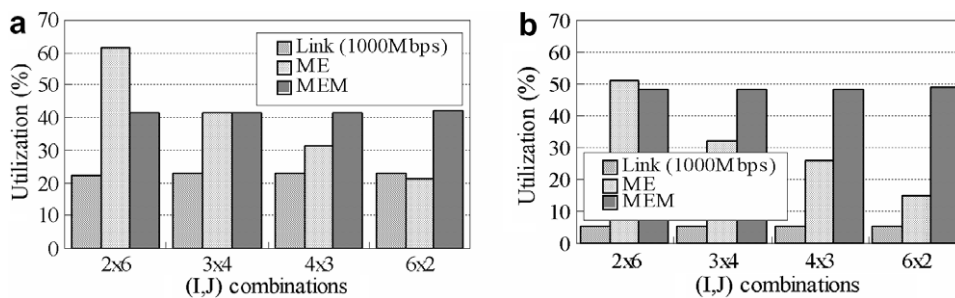 a
Utilization (%)
70
60
50
40
30
20
10
0
Link (1000Mbps)
ME
MEM
2x6 3x4 4x3 6x2
(I,J) combinations
b
Utilization (%)
70
60
50
40
30
20
10
0
Link (1000Mbps)
ME
MEM
2x6 3x4 4x3 6x2
(I,J) combinations